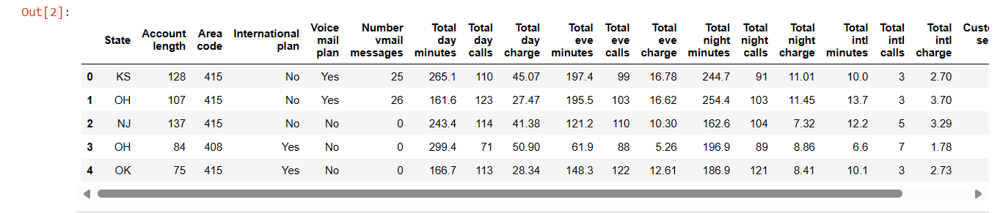 Out[2]:
State Account length Area code International plan Voice mail plan Number vmail messages Total day minutes Total day calls Total day charge Total eve minutes Total eve calls Total eve charge Total night minutes Total night calls Total night charge Total intl minutes Total intl calls Total intl charge Custo se
0 KS 128 415 No Yes 25 265.1 110 45.07 197.4 99 16.78 244.7 91 11.01 10.0 3 2.70
1 OH 107 415 No Yes 26 161.6 123 27.47 195.5 103 16.62 254.4 103 11.45 13.7 3 3.70
2 NJ 137 415 No No 0 243.4 114 41.38 121.2 110 10.30 162.6 104 7.32 12.2 5 3.29
3 OH 84 408 Yes No 0 299.4 71 50.90 61.9 88 5.26 196.9 89 8.86 6.6 7 1.78
4 OK 75 415 Yes No 0 166.7 113 28.34 148.3 122 12.61 186.9 121 8.41 10.1 3 2.73